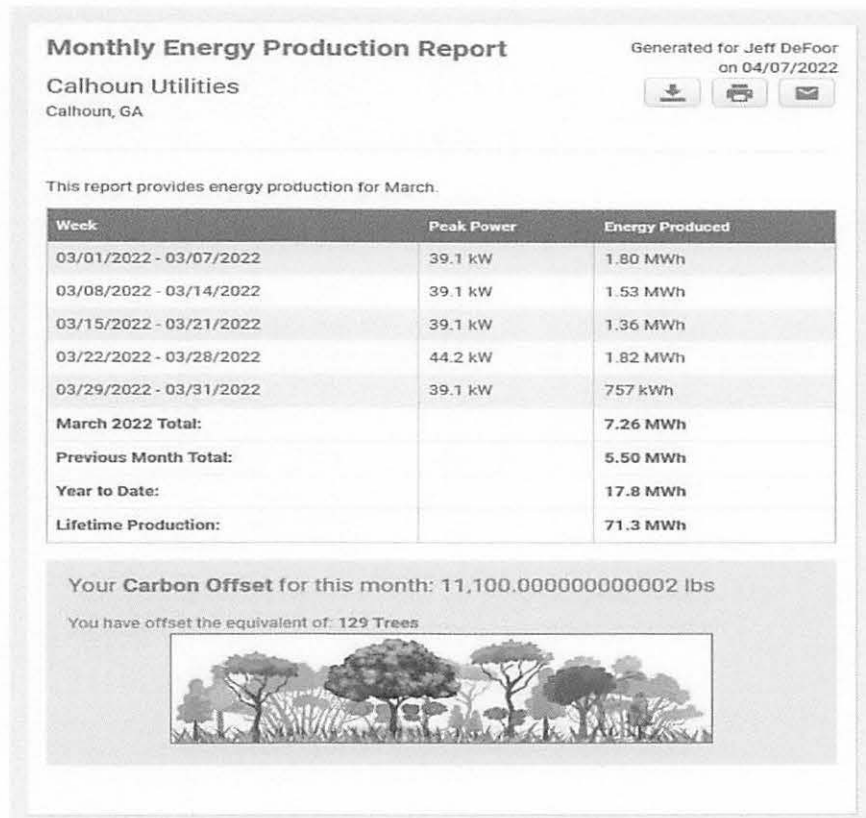 Monthly Energy Production Report
Generated for Jeff DeFoor
on 04/07/2022
Calhoun Utilities
Calhoun, GA
This report provides energy production for March.
Week Peak Power Energy Produced
03/01/2022 - 03/07/2022 39.1 kW 1.80 MWh
03/08/2022 - 03/14/2022 39.1 kW 1.53 MWh
03/15/2022 - 03/21/2022 39.1 kW 1.36 MWh
03/22/2022 - 03/28/2022 44.2 kW 1.82 MWh
03/29/2022 - 03/31/2022 39.1 kW 757 kWh
March 2022 Total: 7.26 MWh
Previous Month Total: 5.50 MWh
Year to Date: 17.8 MWh
Lifetime Production: 71.3 MWh
Your Carbon Offset for this month: 11,100.000000000002 lbs
You have offset the equivalent of: 129 Trees